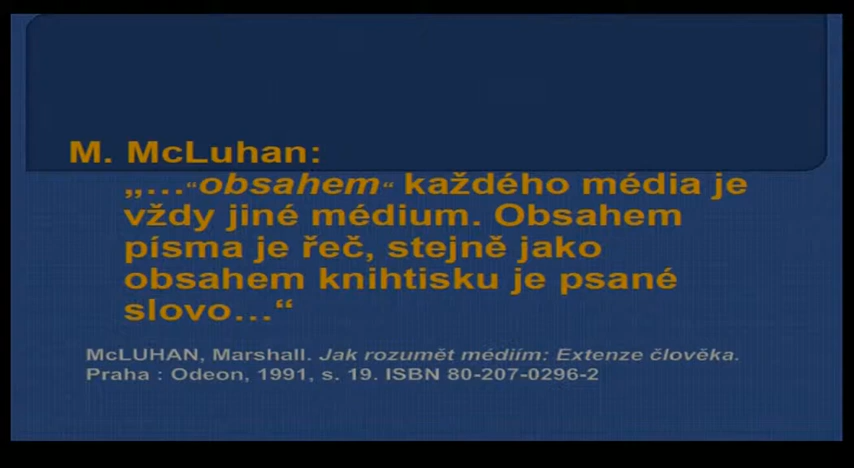 M. McLuhan:
„...“obsahem“ každého média je
vždy jiné médium. Obsahem
písma je řeč, stejně jako
obsahem knihtisku je psané
slovo...“
McLUHAN, Marshall. Jak rozumět médiím: Extenze člověka.
Praha : Odeon, 1991, s. 19. ISBN 80-207-0296-2